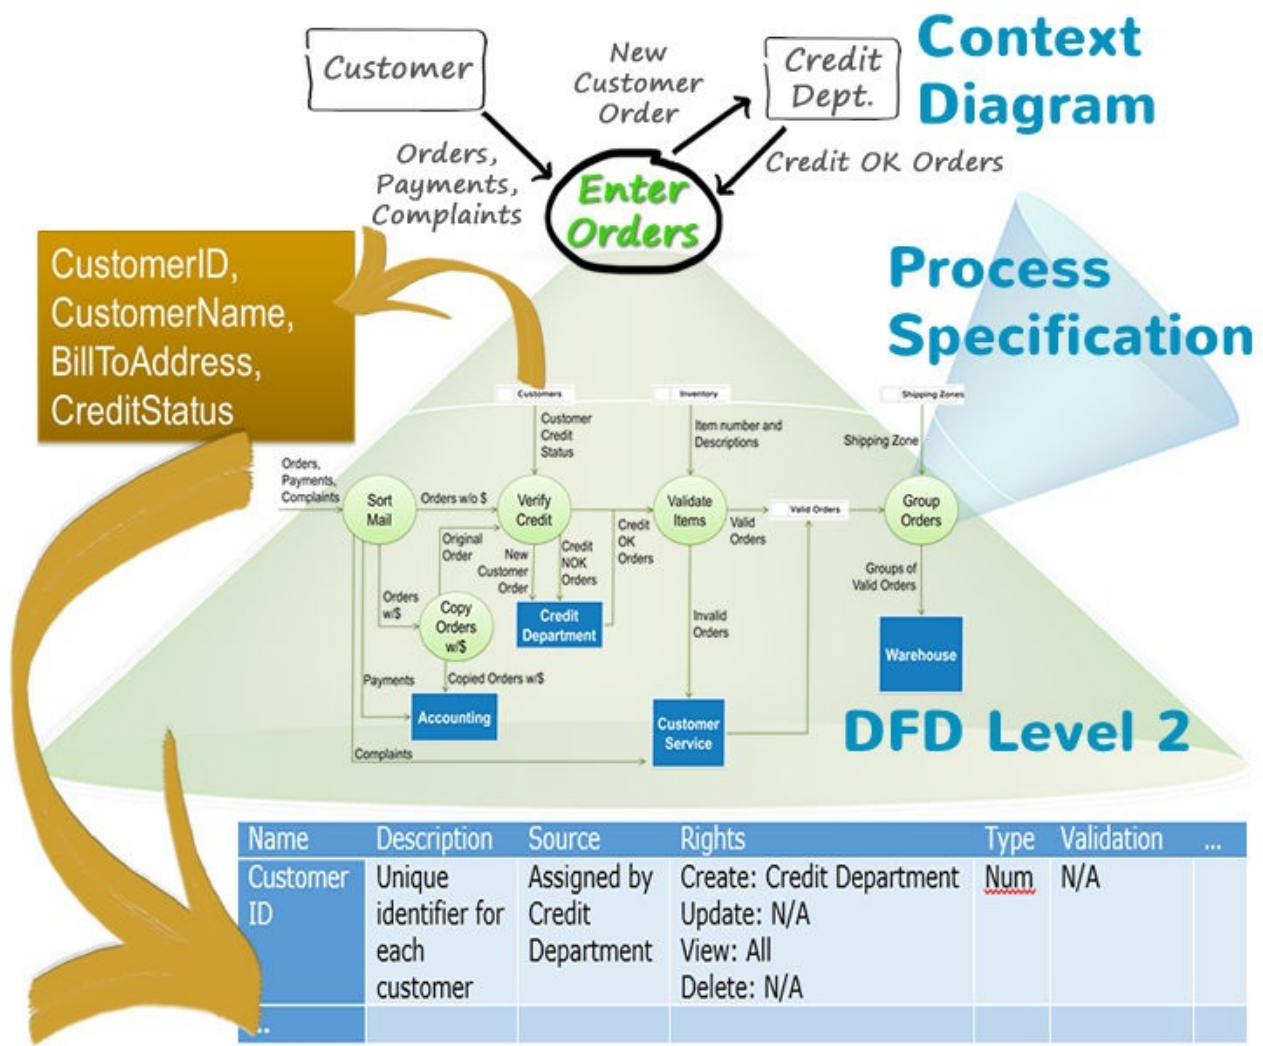 Context
Diagram
Customer
New
Customer
Order
Credit
Dept.
Orders,
Payments,
Complaints
Credit OK Orders
Enter
Orders
Process
Specification
CustomerID,
CustomerName,
BillToAddress,
CreditStatus
Customers
Inventory
Shipping Zones
Customer
Credit
Status
Item number and
Descriptions
Shipping Zone
Orders,
Payments,
Complaints
Sort
Mail
Orders w/o $
Verify
Credit
Validate
Items
Valid
Orders
Valid Orders
Group
Orders
Original
Order
New
Customer
Order
Credit
NOK
Orders
Credit
OK
Orders
Groups of
Valid Orders
Orders
w/$
Copy
Orders
w/$
Credit
Department
Invalid
Orders
Warehouse
Payments
Copied Orders w/$
Accounting
Customer
Service
DFD Level 2
Complaints
Name Description Source Rights Type Validation ...
Customer Unique Assigned by Create: Credit Department Num N/A
ID identifier for Credit Update: N/A
each Department View: All
customer Delete: N/A
...